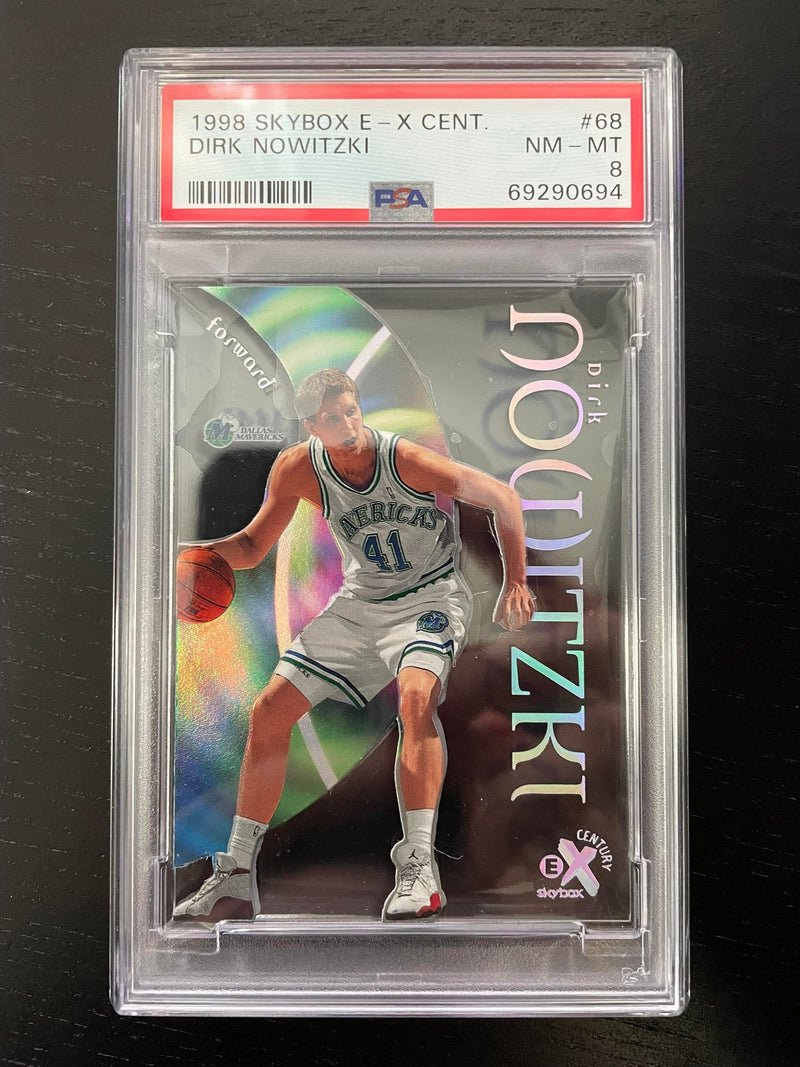 1998 SKYBOX E-X CENT. #68
DIRK NOWITZKI NM-MT
8
69290694
PSA
forward
M
DALLAS
MAVERICKS
Dirk
NOWITZKI
AVERICKS
41
M
CENTURY
EX
skybox